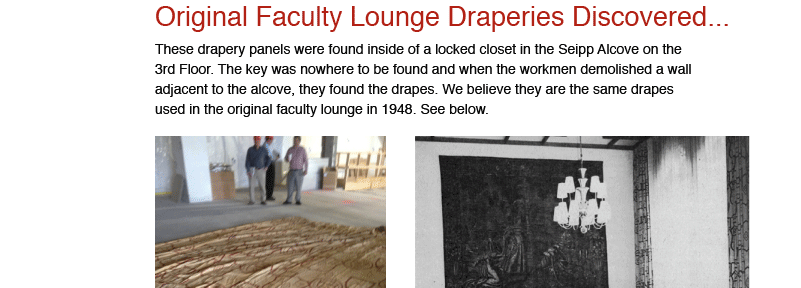 Original Faculty Lounge Draperies Discovered...
These drapery panels were found inside of a locked closet in the Seipp Alcove on the
3rd Floor. The key was nowhere to be found and when the workmen demolished a wall
adjacent to the alcove, they found the drapes. We believe they are the same drapes
used in the original faculty lounge in 1948. See below.